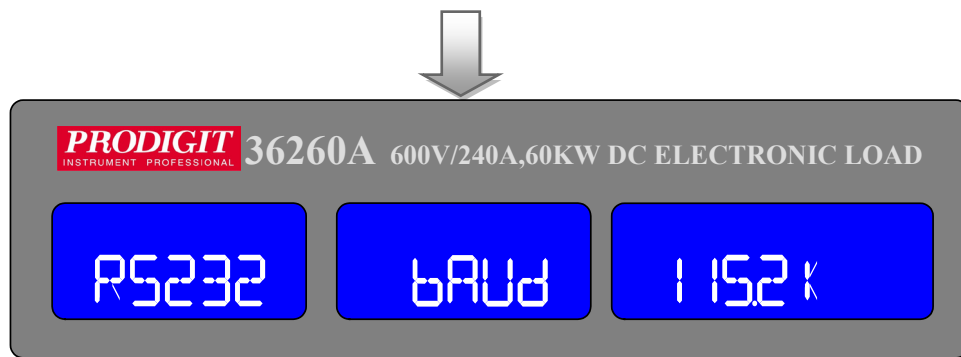 PRODIGIT
INSTRUMENT PROFESSIONAL
36260A 600V/240A,60KW DC ELECTRONIC LOAD
RS232 bAUd 115.2 K